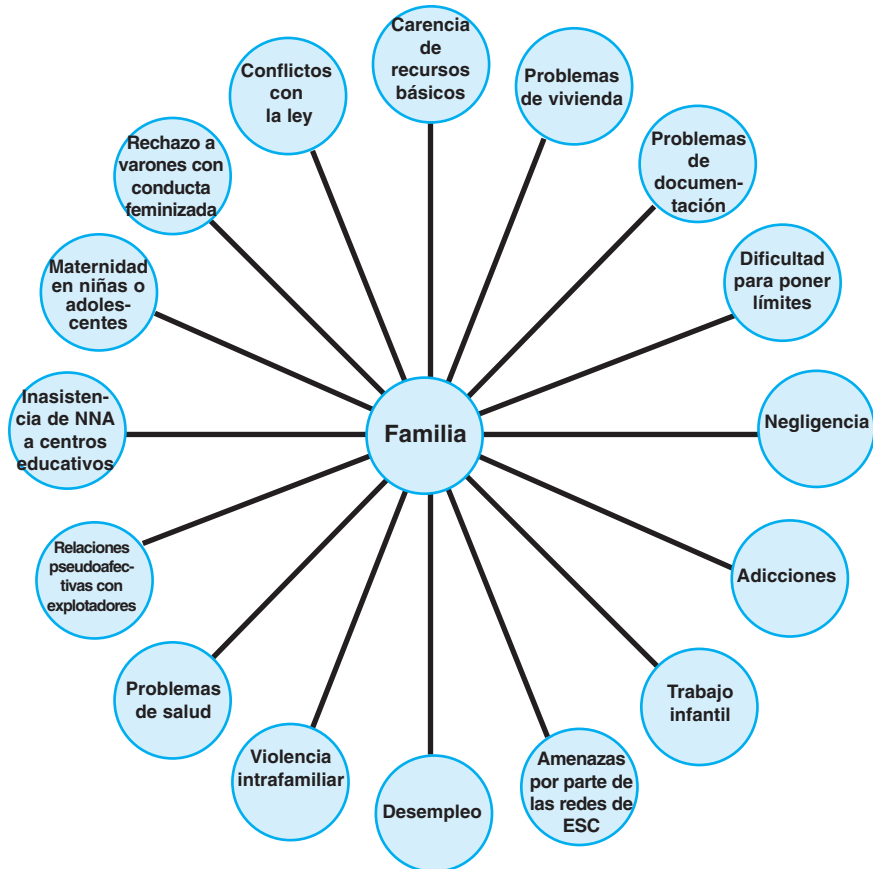 Carencia
de
recursos
básicos
Problemas
de vivienda
Problemas
de
documen-
tación
Dificultad
para poner
límites
Negligencia
Adicciones
Trabajo
infantil
Amenazas
por parte de
las redes de
ESC
Desempleo
Violencia
intrafamiliar
Problemas
de salud
Relaciones
pseudoafec-
tivas con
explotadores
Inasisten-
cia de NNA
a centros
educativos
Maternidad
en niñas o
adoles-
centes
Rechazo a
varones con
conducta
feminizada
Conflictos
con
la ley
Familia